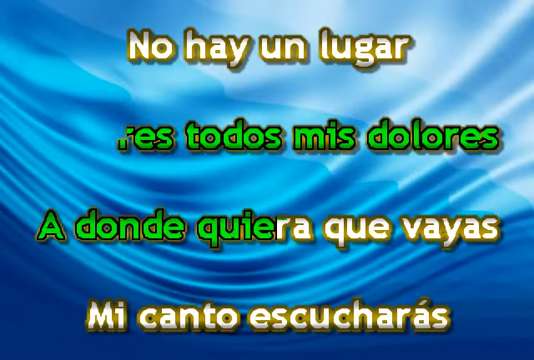 No hay un lugar
res todos mis dolores
A donde quiera que vayas
Mi canto escucharás